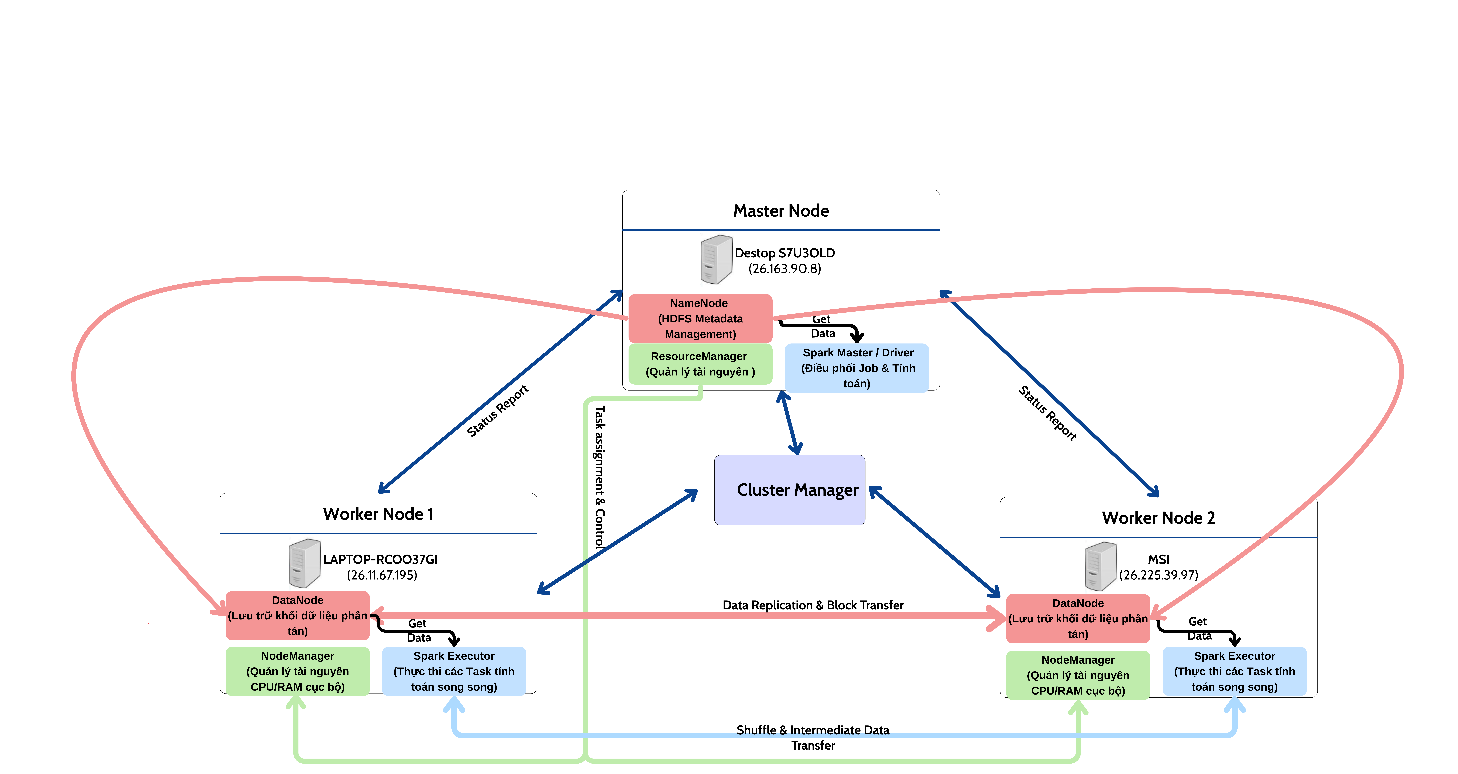 Master Node
Destop S7U3OLD
(26.163.90.8)
NameNode
(HDFS Metadata
Management)
Get
Data
ResourceManager
(Quản lý tài nguyên )
Spark Master / Driver
(Điều phối Job & Tính
toán)
Status Report
Status Report
Task assignment & Control
Cluster Manager
Worker Node 1
LAPTOP-RCOO37GI
(26.11.67.195)
DataNode
(Lưu trữ khối dữ liệu phân
tán)
Get
Data
NodeManager
(Quản lý tài nguyên
CPU/RAM cục bộ)
Spark Executor
(Thực thi các Task tính
toán song song)
Data Replication & Block Transfer
Worker Node 2
MSI
(26.225.39.97)
DataNode
(Lưu trữ khối dữ liệu phân
tán)
Get
Data
NodeManager
(Quản lý tài nguyên
CPU/RAM cục bộ)
Spark Executor
(Thực thi các Task tính
toán song song)
Shuffle & Intermediate Data
Transfer